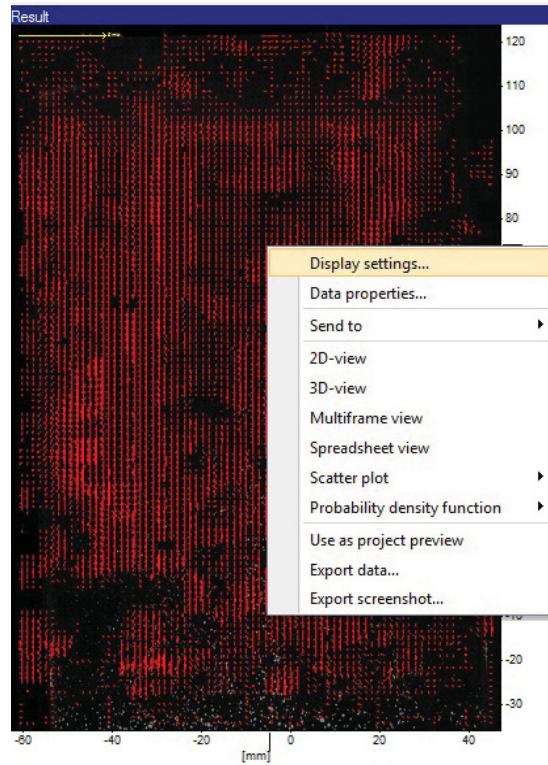 Result
120
110
100
90
80
Display settings...
Data properties...
Send to
2D-view
3D-view
Multiframe view
Spreadsheet view
Scatter plot
Probability density function
Use as project preview
Export data...
Export screenshot...
-20
-30
-60 -40 -20 0 20 40
[mm]